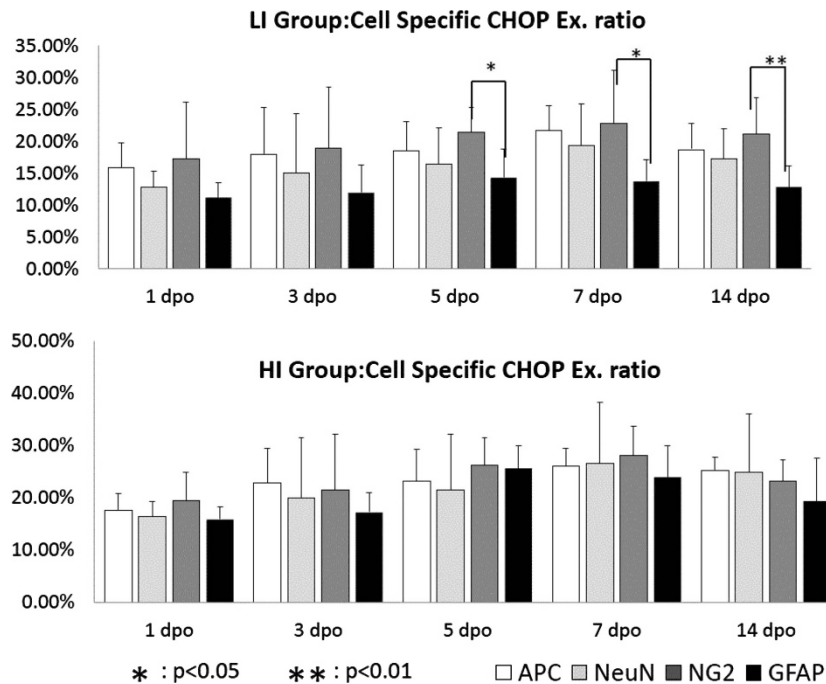 LI Group:Cell Specific CHOP Ex. ratio
35.00%
30.00%
25.00%
20.00%
15.00%
10.00%
5.00%
0.00%
* * **
1 dpo 3 dpo 5 dpo 7 dpo 14 dpo
HI Group:Cell Specific CHOP Ex. ratio
50.00%
40.00%
30.00%
20.00%
10.00%
0.00%
1 dpo 3 dpo 5 dpo 7 dpo 14 dpo
* : p<0.05 ** : p<0.01 APC NeuN NG2 GFAP